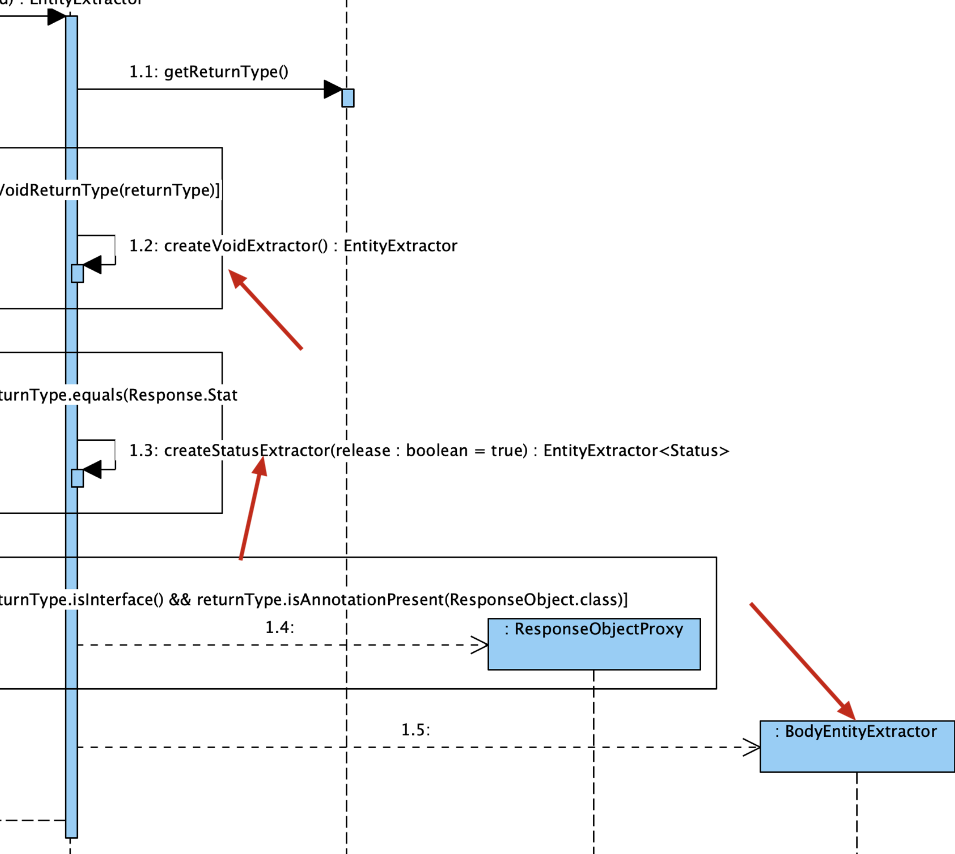 : EntityExtractor
1.1: getReturnType()
VoidReturnType(returnType)]
1.2: createVoidExtractor() : EntityExtractor
turnType.equals(Response.Stat
1.3: createStatusExtractor(release : boolean = true) : EntityExtractor<Status>
turnType.isInterface() && returnType.isAnnotationPresent(ResponseObject.class)]
1.4:
: ResponseObjectProxy
1.5:
: BodyEntityExtractor